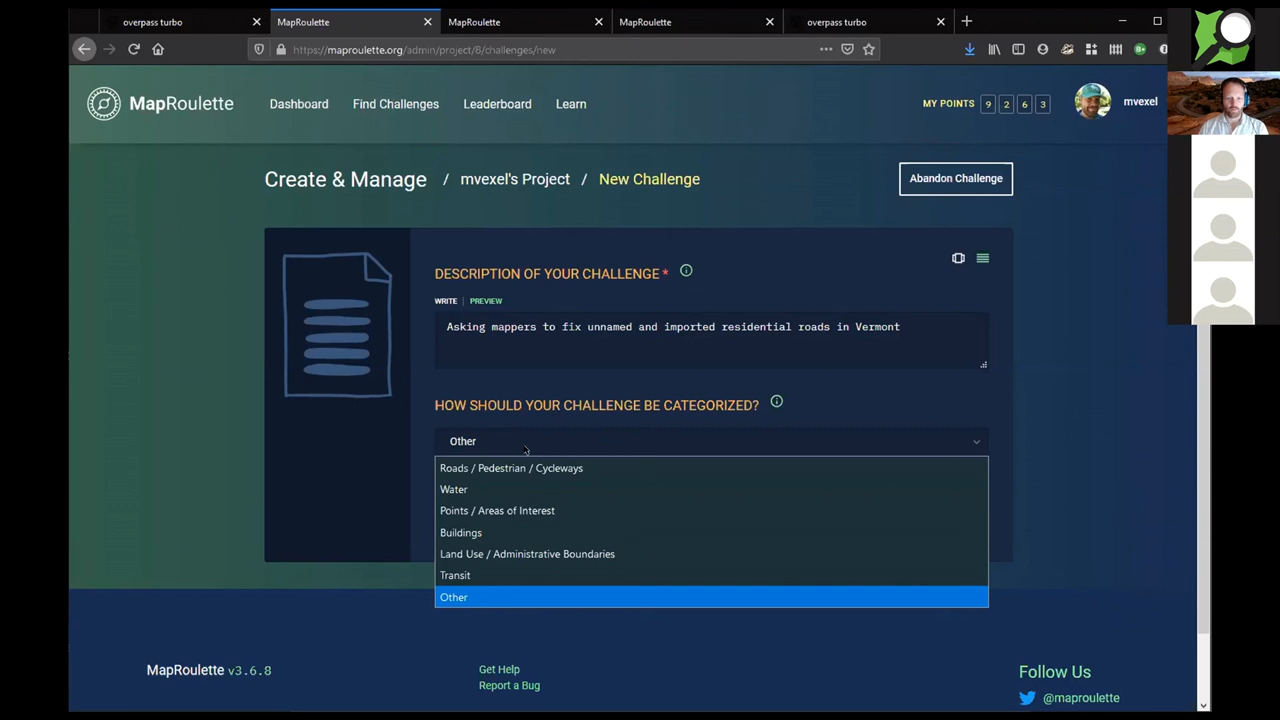 overpass turbo
MapRoulette
MapRoulette
MapRoulette
overpass turbo
https://maproulette.org/admin/project/8/challenges/new
MapRoulette
Dashboard
Find Challenges
Leaderboard
Learn
MY POINTS 9 2 6 3
mvexel
Create & Manage / mvexel's Project / New Challenge
Abandon Challenge
DESCRIPTION OF YOUR CHALLENGE *
WRITE | PREVIEW
Asking mappers to fix unnamed and imported residential roads in Vermont
HOW SHOULD YOUR CHALLENGE BE CATEGORIZED?
Other
Roads / Pedestrian / Cycleways
Water
Points / Areas of Interest
Buildings
Land Use / Administrative Boundaries
Transit
Other
MapRoulette v3.6.8
Get Help
Report a Bug
Follow Us
@maproulette